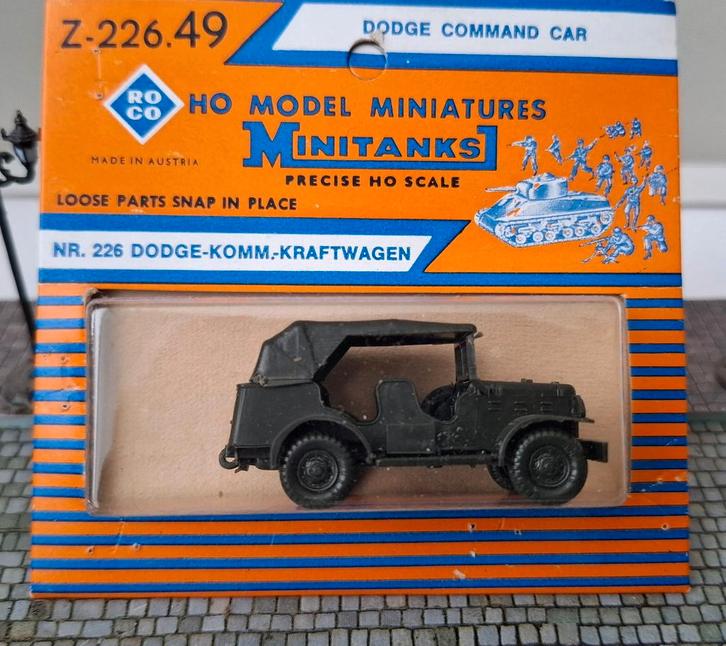 Z-226.49
DODGE COMMAND CAR
RO
CO
HO MODEL MINIATURES
MINITANKS
MADE IN AUSTRIA
PRECISE HO SCALE
LOOSE PARTS SNAP IN PLACE
NR. 226 DODGE-KOMM.-KRAFTWAGEN